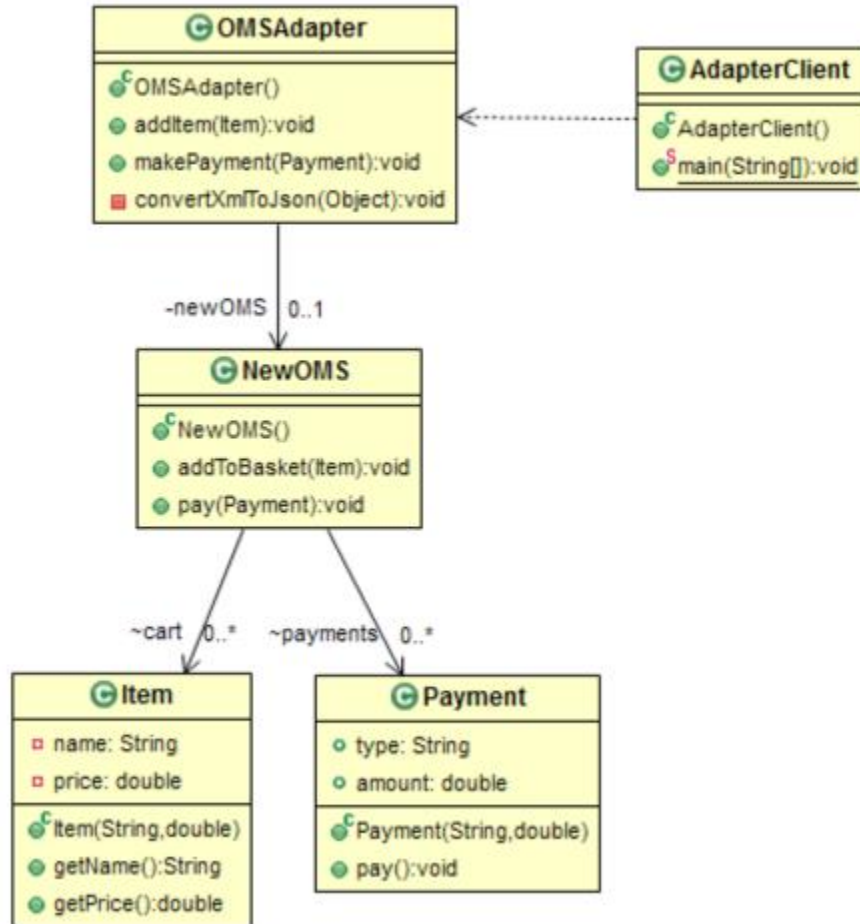 OMSAdapter
OMSAdapter()
addItem(Item):void
makePayment(Payment):void
convertXmlToJson(Object):void
AdapterClient
AdapterClient()
main(String[]):void
-newOMS 0..1
NewOMS
NewOMS()
addToBasket(Item):void
pay(Payment):void
~cart 0..*
~payments 0..*
Item
name: String
price: double
Item(String,double)
getName():String
getPrice():double
Payment
type: String
amount: double
Payment(String,double)
pay():void